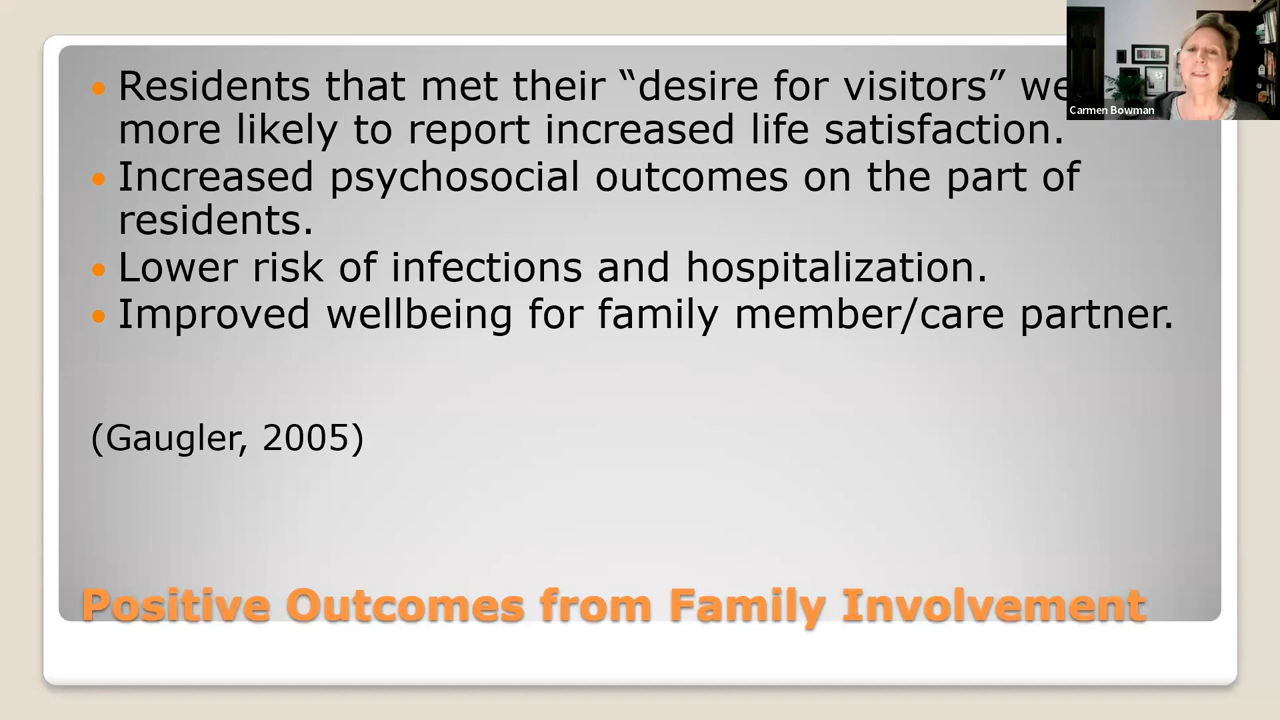 Residents that met their “desire for visitors”
more likely to report increased life satisfaction.
Increased psychosocial outcomes on the part of
residents.
Lower risk of infections and hospitalization.
Improved wellbeing for family member/care partner.
(Gaugler, 2005)
Positive Outcomes from Family Involvement
Carmen Bowman